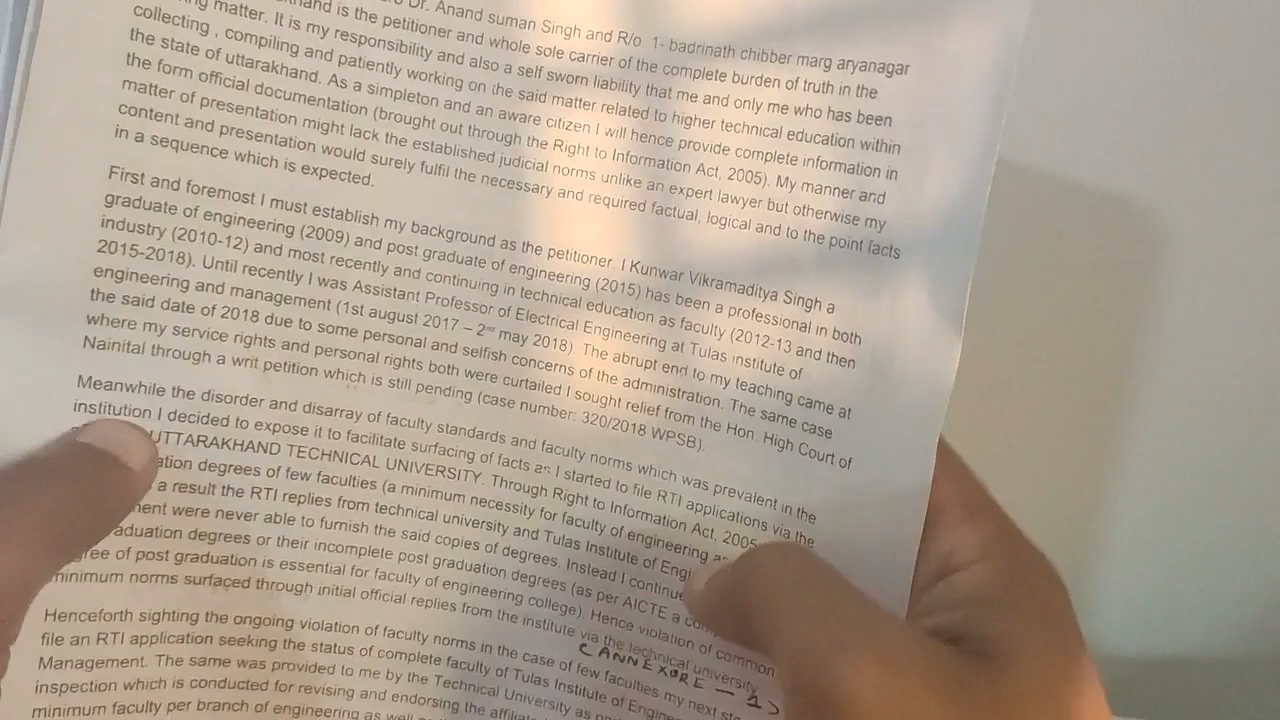 Dr. Anand suman Singh and R/o 1- badrinath chibber marg aryanagar
is the petitioner and whole sole carrier of the complete burden of truth in the
matter. It is my responsibility and also a self sworn liability that me and only me who has been
collecting , compiling and patiently working on the said matter related to higher technical education within
the state of uttarakhand. As a simpleton and an aware citizen I will hence provide complete information in
the form official documentation (brought out through the Right to Information Act, 2005). My manner and
matter of presentation might lack the established judicial norms unlike an expert lawyer but otherwise my
content and presentation would surely fulfil the necessary and required factual, logical and to the point facts
in a sequence which is expected.
First and foremost I must establish my background as the petitioner. I Kunwar Vikramaditya Singh a
graduate of engineering (2009) and post graduate of engineering (2015) has been a professional in both
industry (2010-12) and most recently and continuing in technical education as faculty (2012-13 and then
2015-2018). Until recently I was Assistant Professor of Electrical Engineering at Tulas institute of
engineering and management (1st august 2017 – 2nd may 2018). The abrupt end to my teaching came at
the said date of 2018 due to some personal and selfish concerns of the administration. The same case
where my service rights and personal rights both were curtailed I sought relief from the Hon. High Court of
Nainital through a writ petition which is still pending (case number: 320/2018 WPSB).
Meanwhile the disorder and disarray of faculty standards and faculty norms which was prevalent in the
institution I decided to expose it to facilitate surfacing of facts as I started to file RTI applications via the
UTTARAKHAND TECHNICAL UNIVERSITY. Through Right to Information Act, 2005
degrees of few faculties (a minimum necessity for faculty of engineering
a result the RTI replies from technical university and Tulas Institute of
were never able to furnish the said copies of degrees. Instead I
degrees or their incomplete post graduation degrees (as per AICTE a
of post graduation is essential for faculty of engineering college). Hence violation of common
minimum norms surfaced through initial official replies from the institute via the technical university
(ANNEXURE – 1)
Henceforth sighting the ongoing violation of faculty norms in the case of few faculties my next
file an RTI application seeking the status of complete faculty of Tulas Institute of
Management. The same was provided to me by the Technical University as
inspection which is conducted for revising and endorsing the
minimum faculty per branch of engineering as well